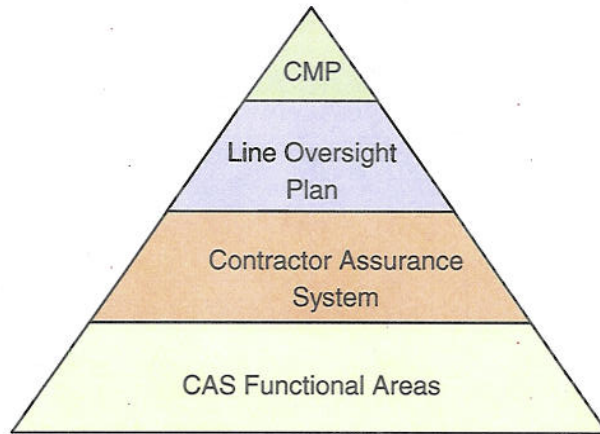 CMP
Line Oversight
Plan
Contractor Assurance
System
CAS Functional Areas